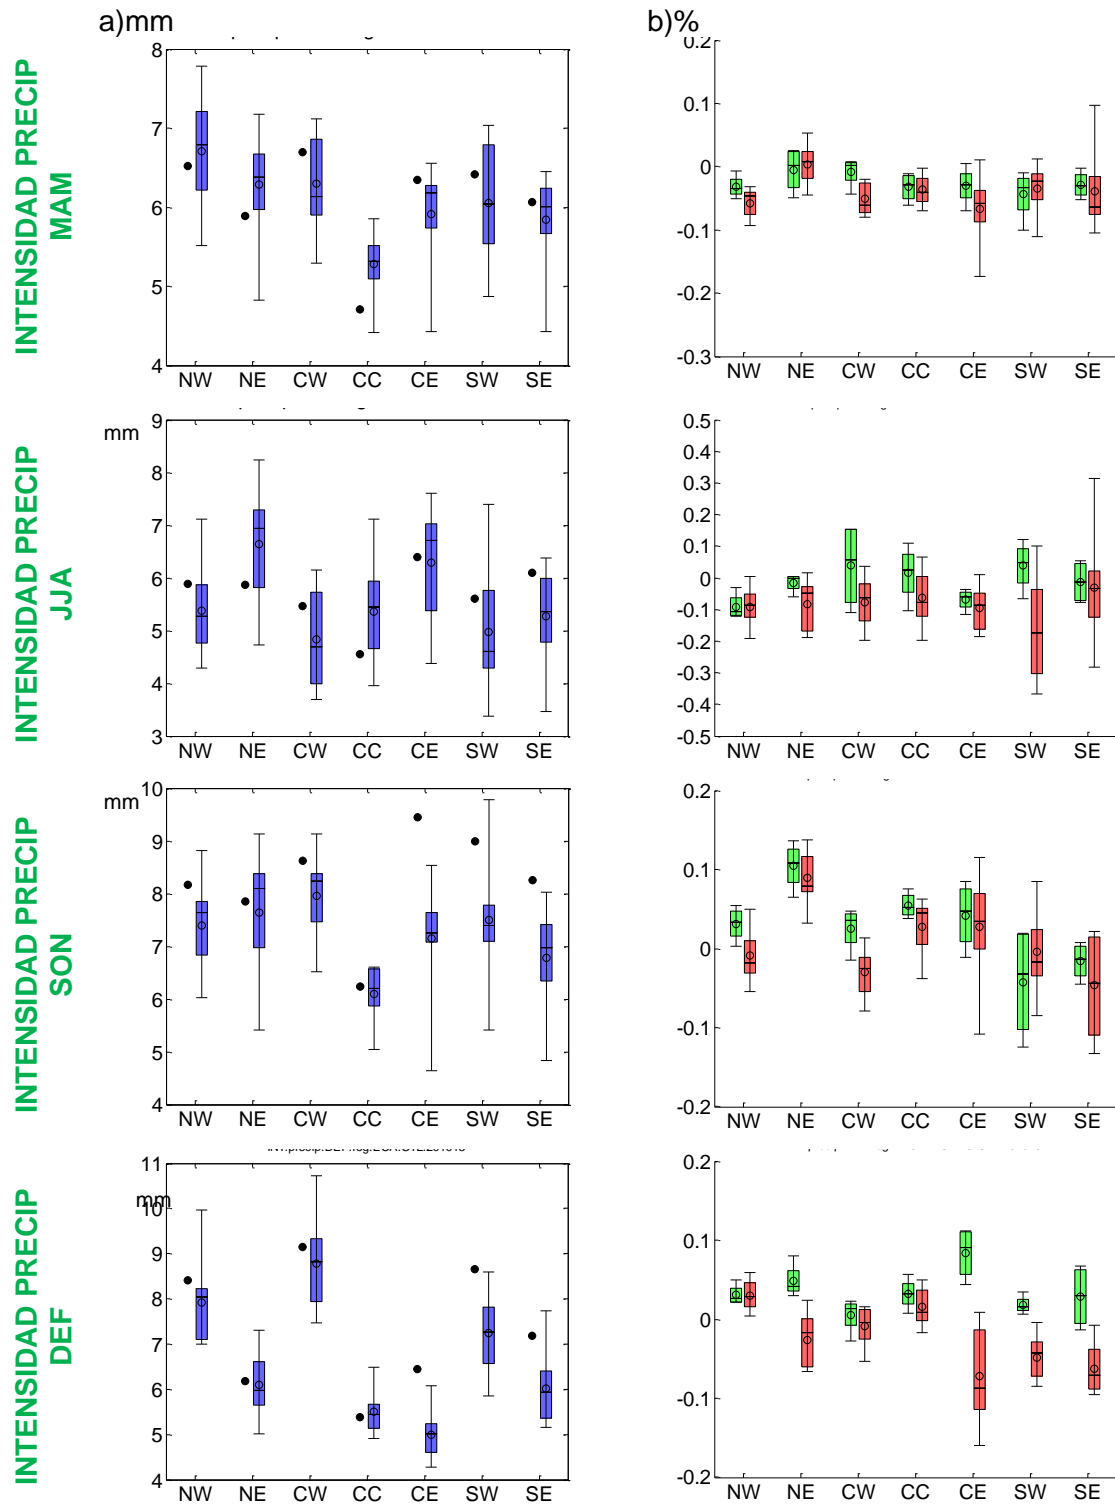 a)mm
b)%
INTENSIDAD PRECIP
MAM
8
7
6
5
4
NW NE CW CC CE SW SE
0.2
0.1
0
-0.1
-0.2
-0.3
NW NE CW CC CE SW SE
INTENSIDAD PRECIP
JJA
mm
9
8
7
6
5
4
3
NW NE CW CC CE SW SE
0.5
0.4
0.3
0.2
0.1
0
-0.1
-0.2
-0.3
-0.4
-0.5
NW NE CW CC CE SW SE
INTENSIDAD PRECIP
SON
mm
10
9
8
7
6
5
4
NW NE CW CC CE SW SE
0.2
0.1
0
-0.1
-0.2
NW NE CW CC CE SW SE
INTENSIDAD PRECIP
DEF
mm
11
10
9
8
7
6
5
4
NW NE CW CC CE SW SE
0.2
0.1
0
-0.1
-0.2
NW NE CW CC CE SW SE